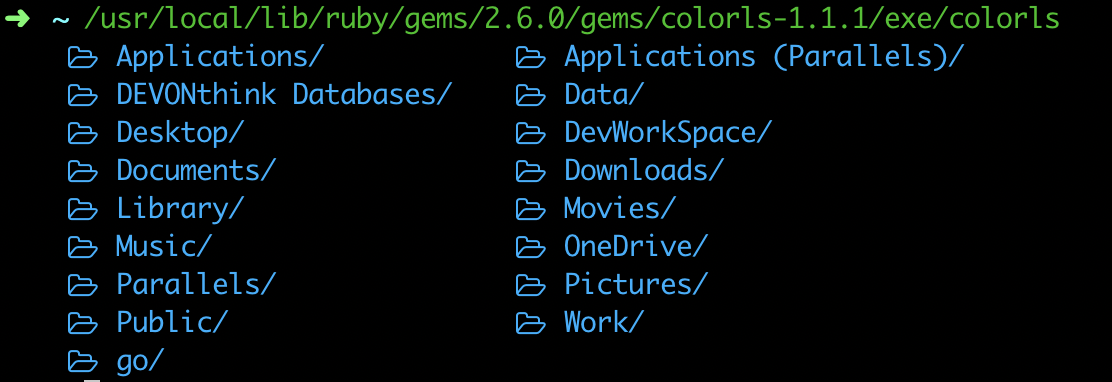 ➜ ~ /usr/local/lib/ruby/gems/2.6.0/gems/colorls-1.1.1/exe/colorls
Applications/ Applications (Parallels)/
DEVONthink Databases/ Data/
Desktop/ DevWorkSpace/
Documents/ Downloads/
Library/ Movies/
Music/ OneDrive/
Parallels/ Pictures/
Public/ Work/
go/